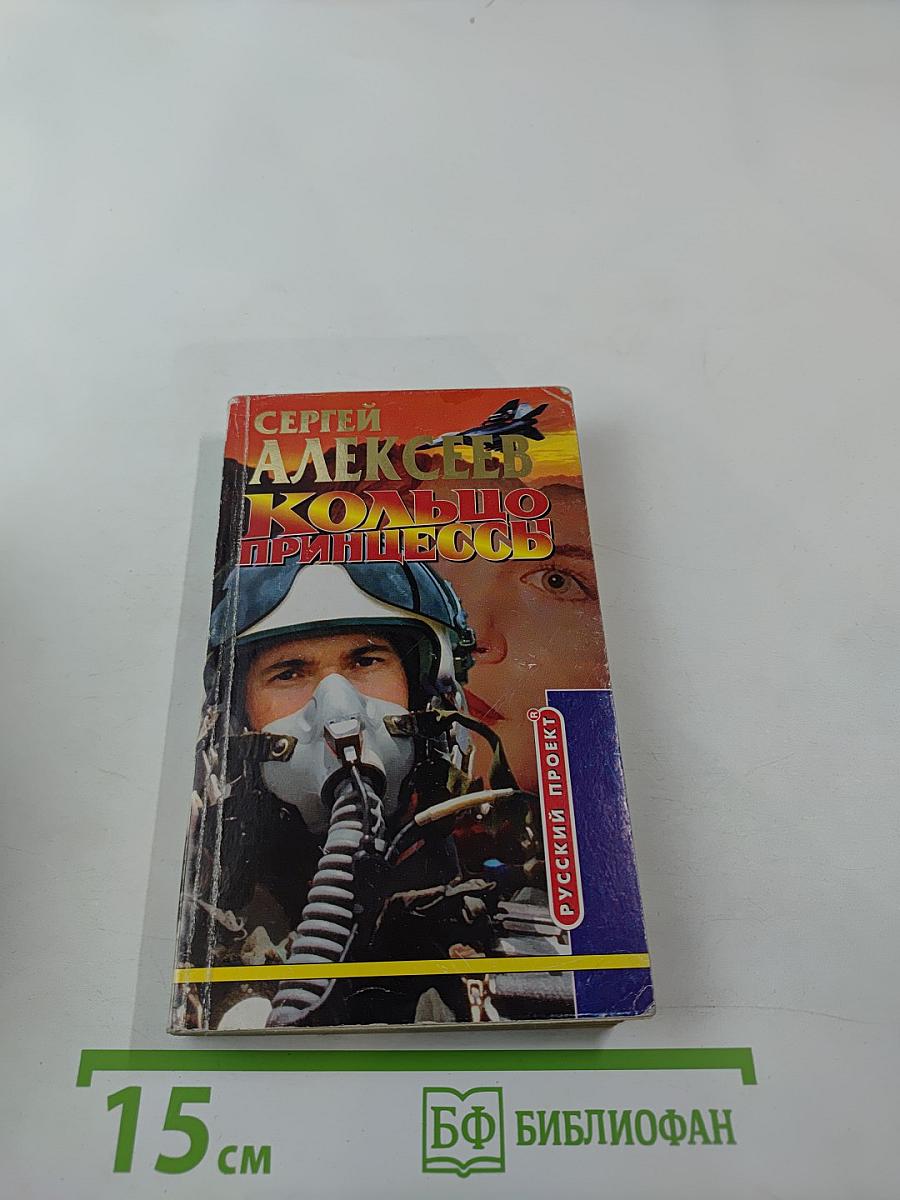 СЕРГЕЙ
АЛЕКСЕЕВ
КОЛЬЦО
ПРИНЦЕССЫ
РУССКИЙ ПРОЕКТ®
15 см
БФ БИБЛИОФАН